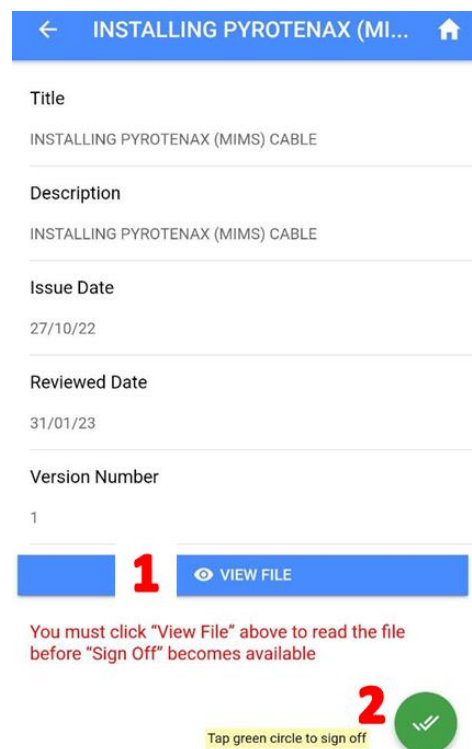 INSTALLING PYROTENAX (MI...
Title
INSTALLING PYROTENAX (MIMS) CABLE
Description
INSTALLING PYROTENAX (MIMS) CABLE
Issue Date
27/10/22
Reviewed Date
31/01/23
Version Number
1
1 VIEW FILE
You must click "View File" above to read the file
before "Sign Off" becomes available
2
Tap green circle to sign off